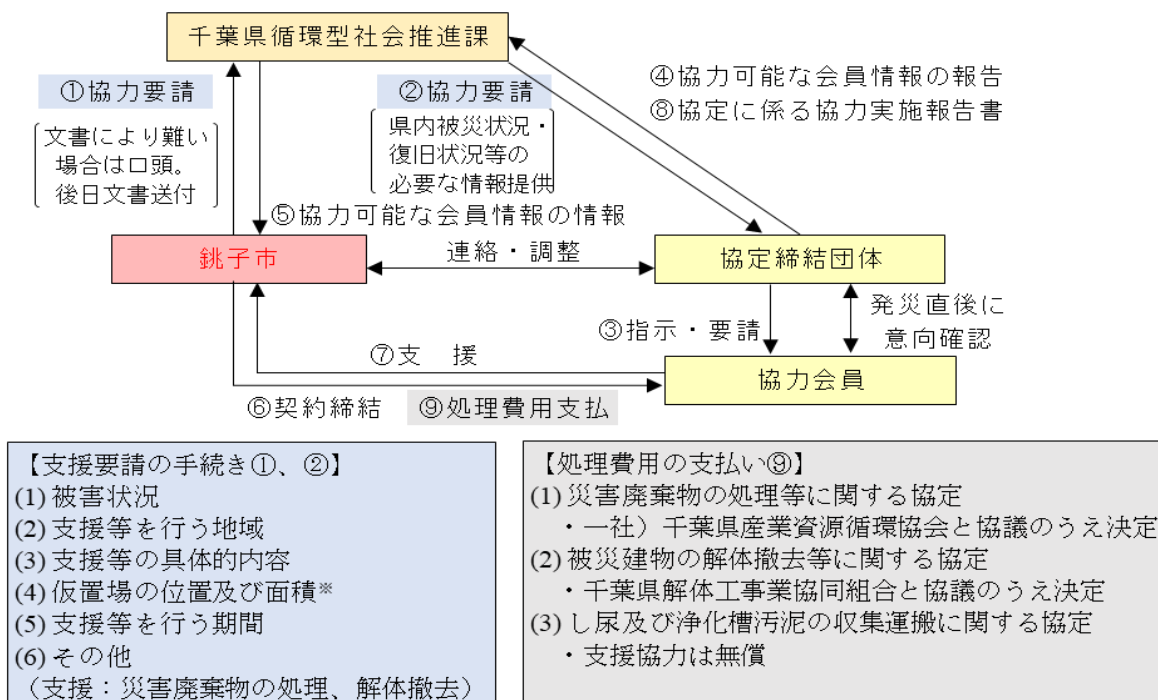 千葉県循環型社会推進課
①協力要請
文書により難い
場合は口頭。
後日文書送付
②協力要請
県内被災状況・
復旧状況等の
必要な情報提供
④協力可能な会員情報の報告
⑧協定に係る協力実施報告書
⑤協力可能な会員情報の情報
銚子市
連絡・調整
協定締結団体
③指示・要請
発災直後に
意向確認
⑦支 援
協力会員
⑥契約締結
⑨処理費用支払
【支援要請の手続き①、②】
(1) 被害状況
(2) 支援等を行う地域
(3) 支援等の具体的内容
(4) 仮置場の位置及び面積※
(5) 支援等を行う期間
(6) その他
（支援：災害廃棄物の処理、解体撤去）
【処理費用の支払い⑨】
(1) 災害廃棄物の処理等に関する協定
・一社）千葉県産業資源循環協会と協議のうえ決定
(2) 被災建物の解体撤去等に関する協定
・千葉県解体工事業協同組合と協議のうえ決定
(3) し尿及び浄化槽汚泥の収集運搬に関する協定
・支援協力は無償